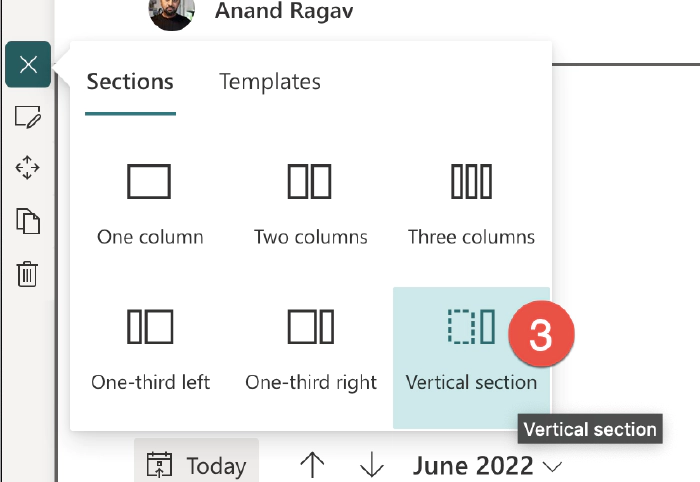 Anand Ragav
Sections Templates
One column Two columns Three columns
One-third left One-third right Vertical section
3
Vertical section
Today June 2022